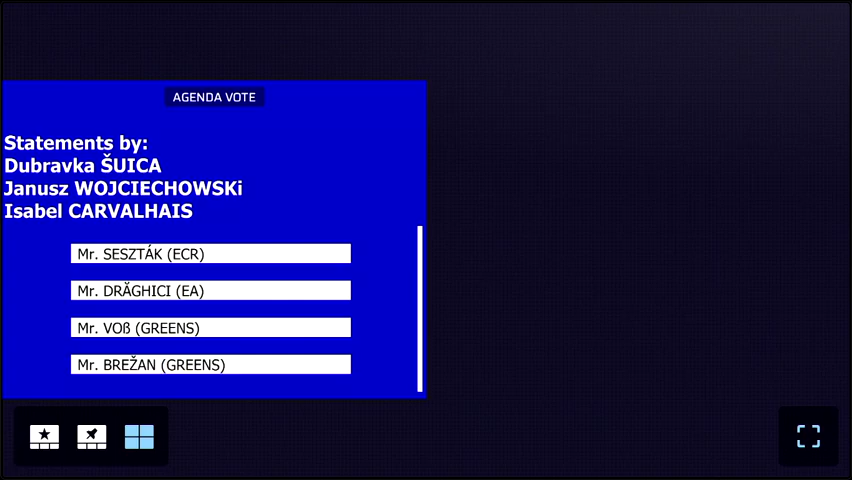 AGENDA VOTE
Statements by:
Dubravka ŠUICA
Janusz WOJCIECHOWSKi
Isabel CARVALHAIS
Mr. SESZTÁK (ECR)
Mr. DRĂGHICI (EA)
Mr. VOß (GREENS)
Mr. BREŽAN (GREENS)